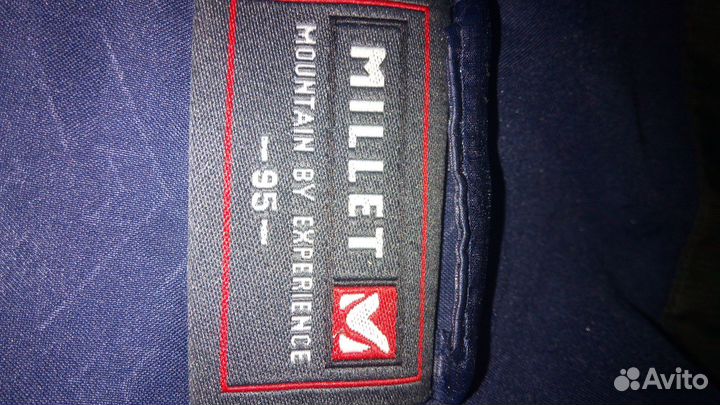 MILLET
MOUNTAIN BY EXPERIENCE
-95-
Avito